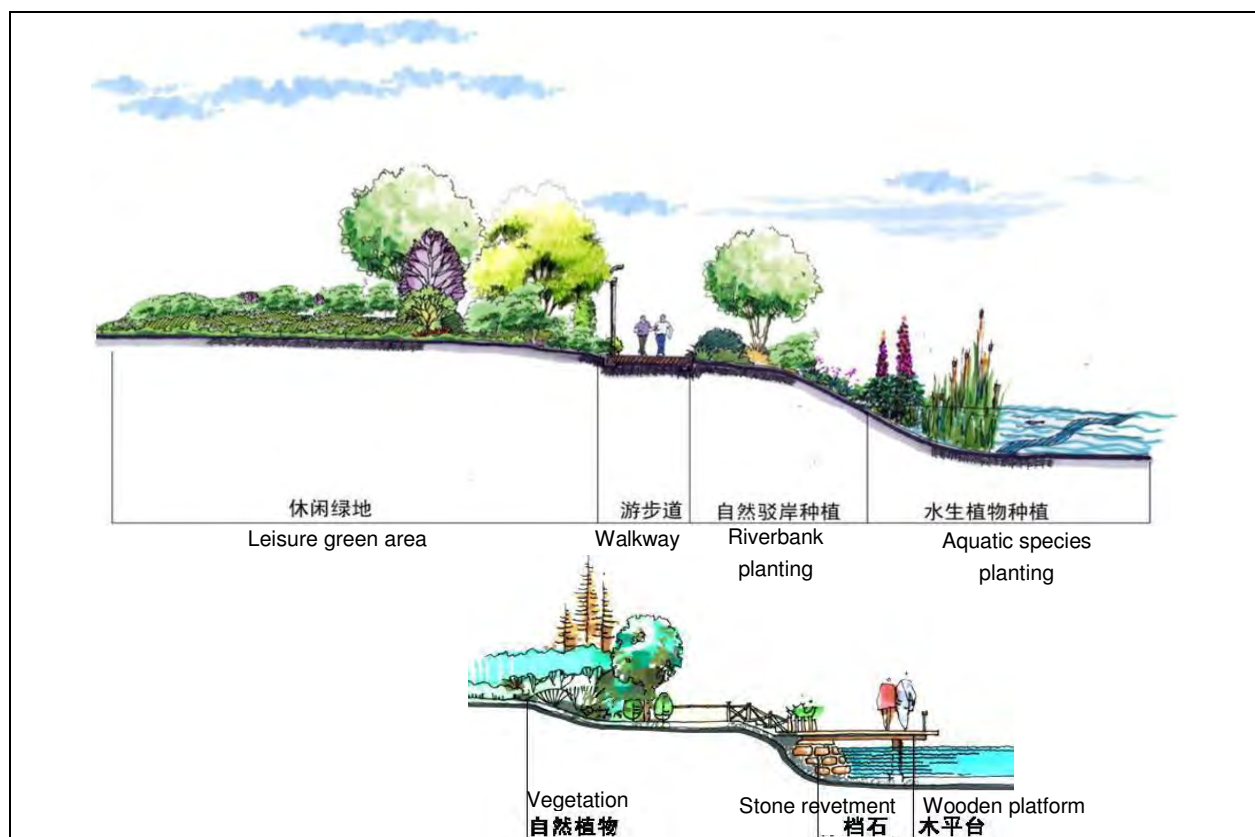 休闲绿地 游步道 自然驳岸种植 水生植物种植
Leisure green area Walkway Riverbank planting Aquatic species planting
Vegetation Stone revetment Wooden platform
自然植物 档石 木平台